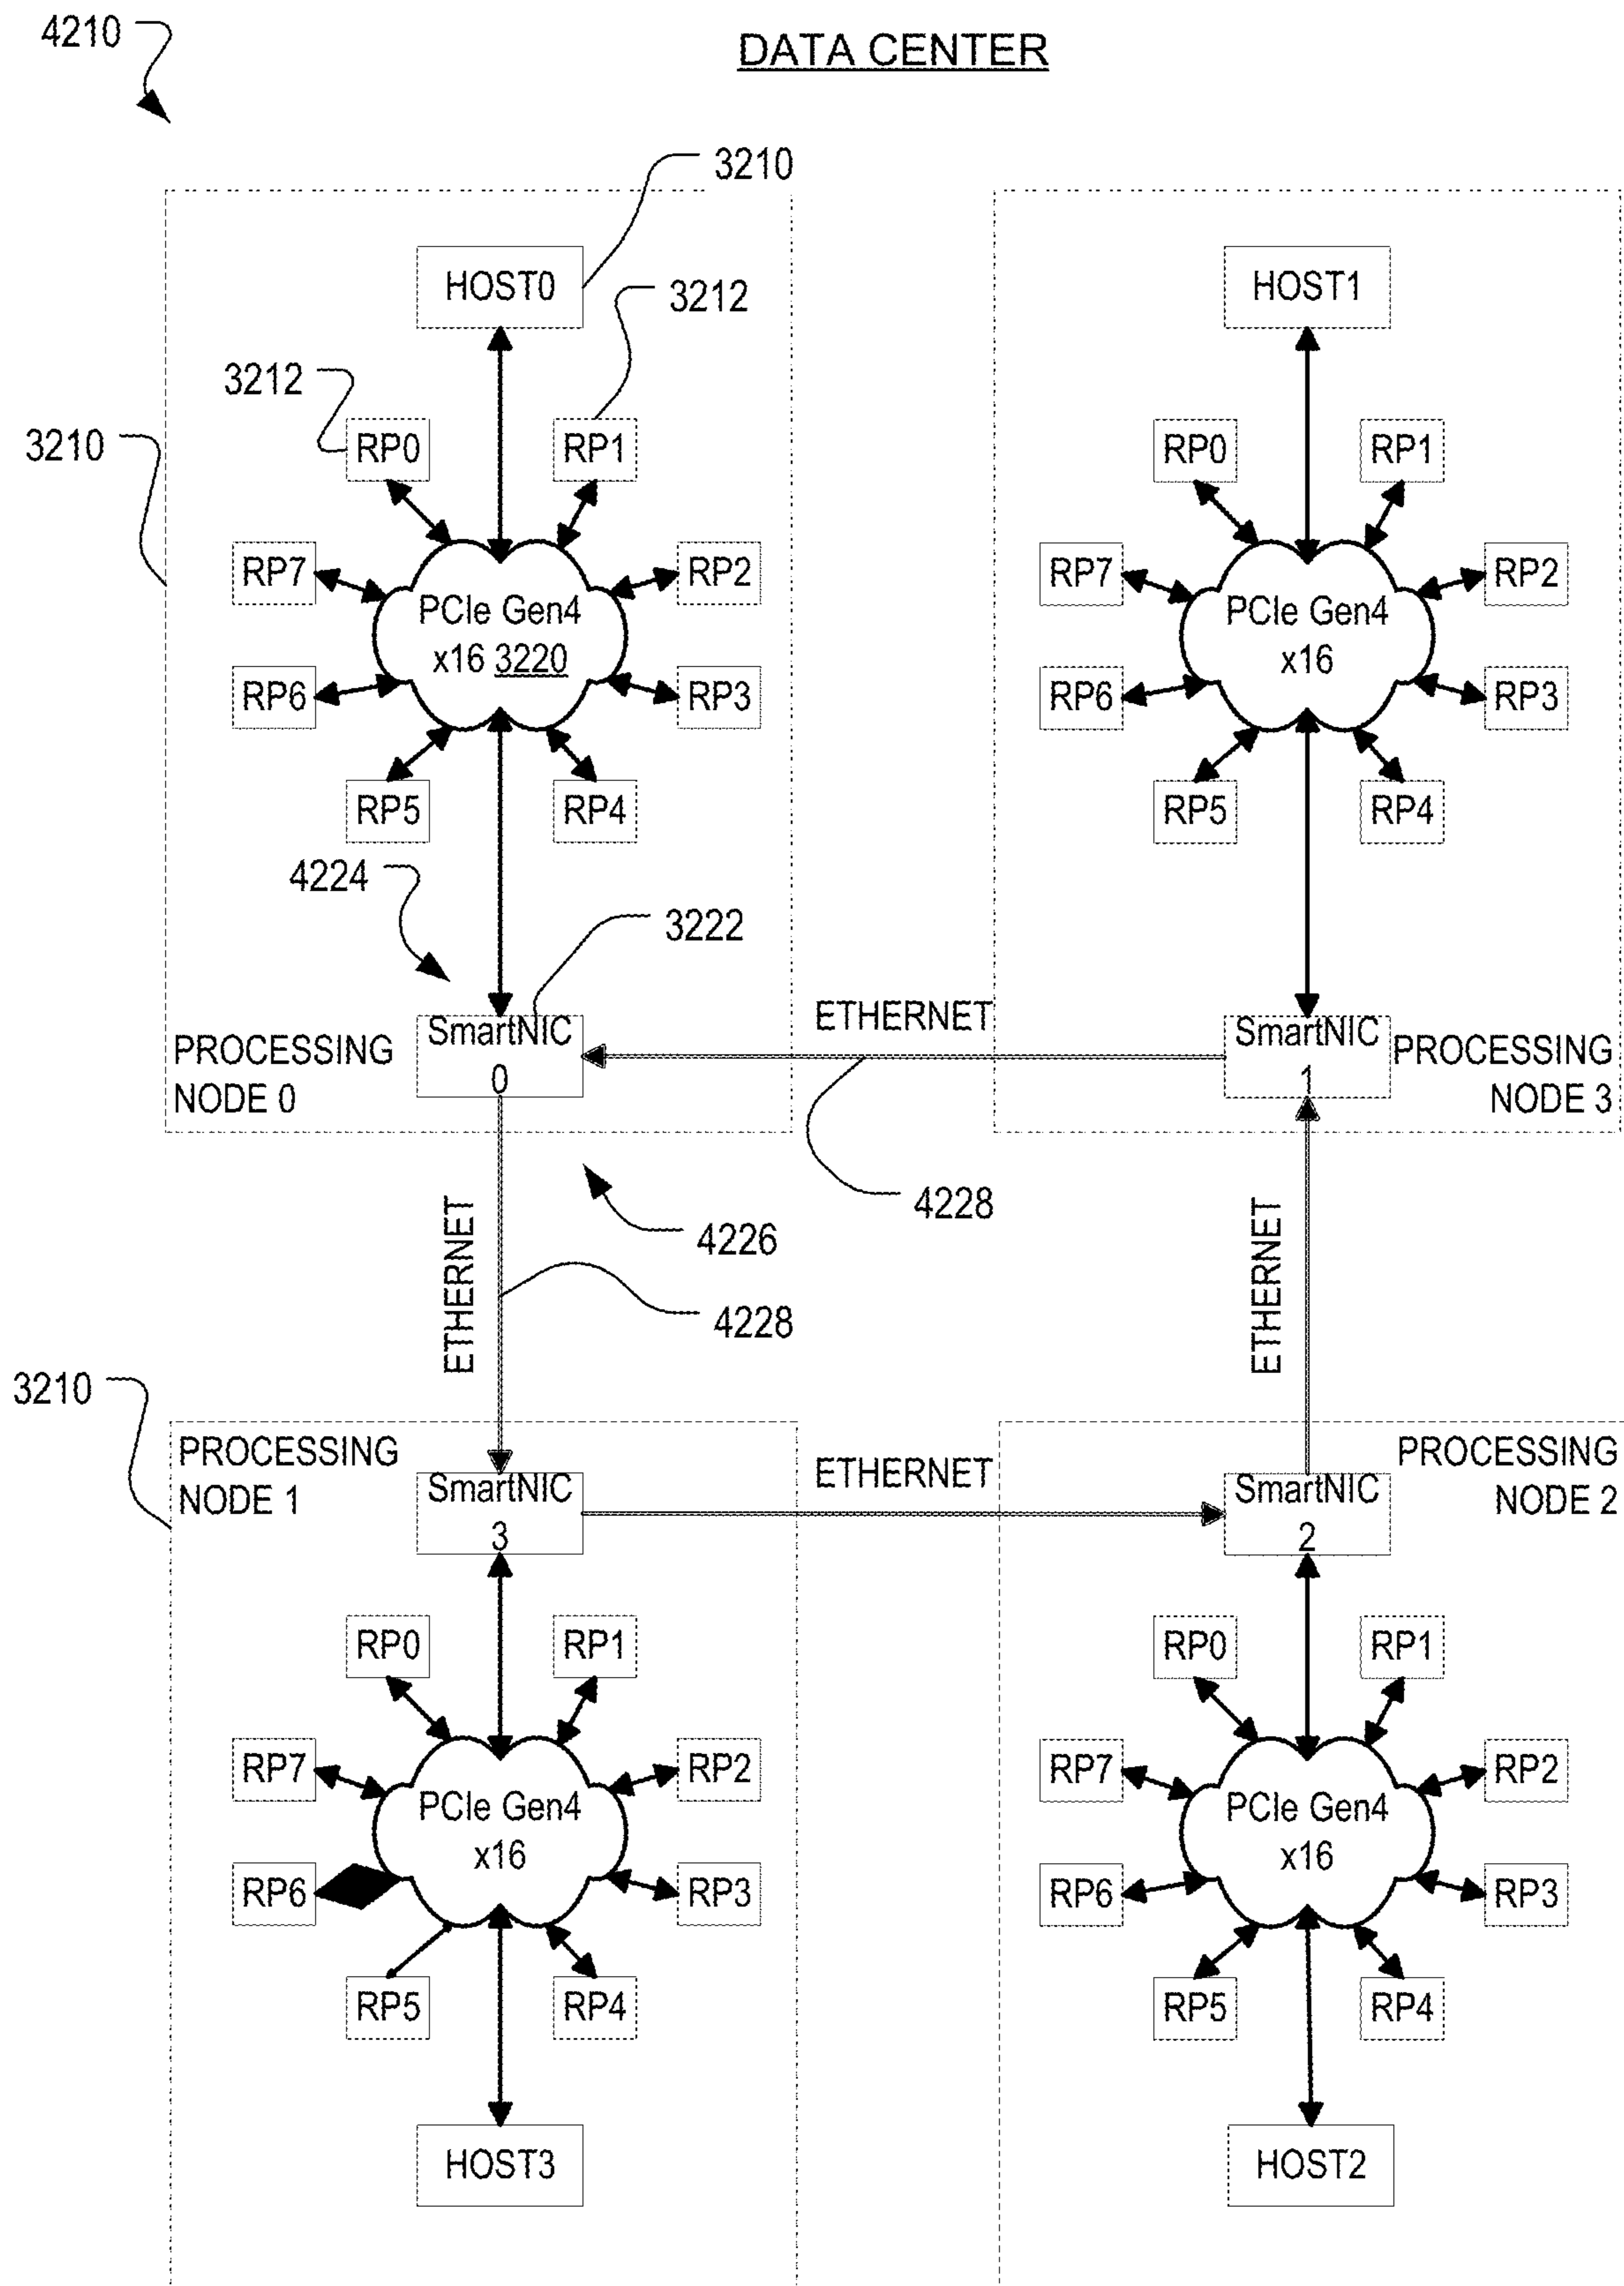 4210
DATA CENTER
3210
HOST0
3212
3212
3210
RP0
RP1
RP7
RP2
PCIe Gen4
x16 3220
RP6
RP3
RP5
RP4
4224
3222
SmartNIC
0
PROCESSING
NODE 0
HOST1
RP0
RP1
RP7
RP2
PCIe Gen4
x16
RP6
RP3
RP5
RP4
ETHERNET
SmartNIC
1
PROCESSING
NODE 3
4228
4226
ETHERNET
4228
ETHERNET
3210
PROCESSING
NODE 1
SmartNIC
3
RP0
RP1
RP7
RP2
PCIe Gen4
x16
RP6
RP3
RP5
RP4
HOST3
ETHERNET
PROCESSING
NODE 2
SmartNIC
2
RP0
RP1
RP7
RP2
PCIe Gen4
x16
RP6
RP3
RP5
RP4
HOST2